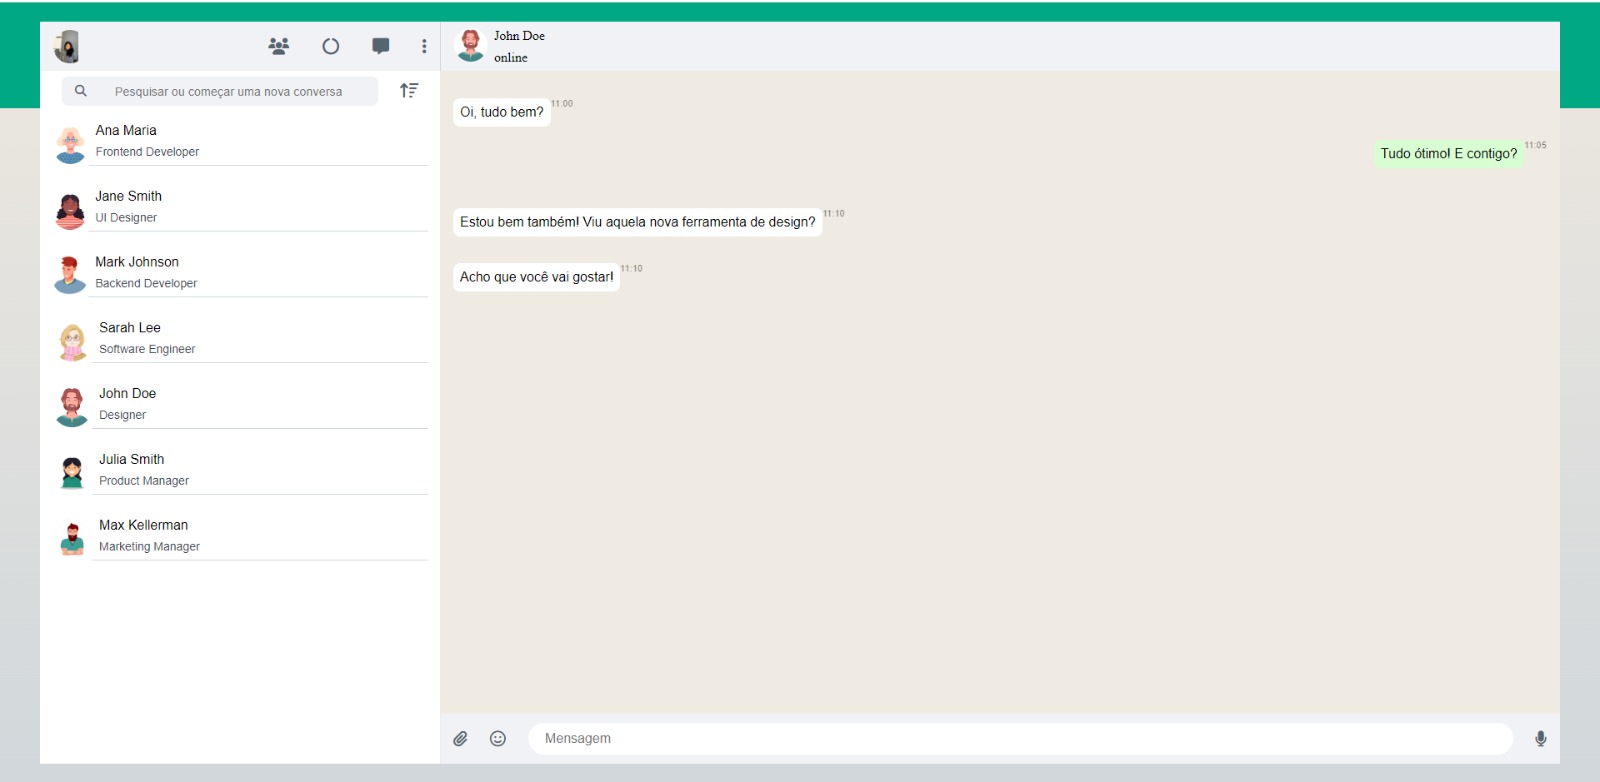 Pesquisar ou começar uma nova conversa
Ana Maria
Frontend Developer
Jane Smith
UI Designer
Mark Johnson
Backend Developer
Sarah Lee
Software Engineer
John Doe
Designer
Julia Smith
Product Manager
Max Kellerman
Marketing Manager
John Doe
online
Oi, tudo bem? 11:00
Tudo ótimo! E contigo? 11:05
Estou bem também! Viu aquela nova ferramenta de design? 11:10
Acho que você vai gostar! 11:10
Mensagem